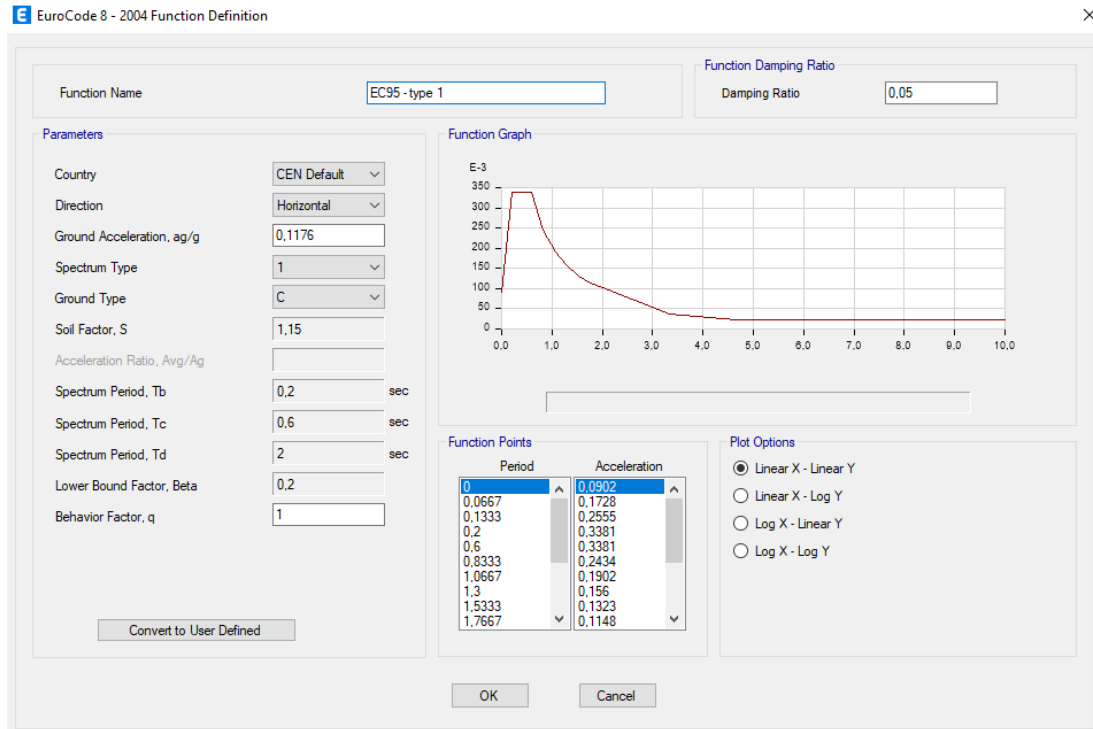 E EuroCode 8 - 2004 Function Definition
Function Name EC95 - type 1
Function Damping Ratio
Damping Ratio 0,05
Parameters
Country CEN Default
Direction Horizontal
Ground Acceleration, ag/g 0,1176
Spectrum Type 1
Ground Type C
Soil Factor, S 1,15
Acceleration Ratio, Avg/Ag
Spectrum Period, Tb 0,2 sec
Spectrum Period, Tc 0,6 sec
Spectrum Period, Td 2 sec
Lower Bound Factor, Beta 0,2
Behavior Factor, q 1
Convert to User Defined
Function Graph
E-3
350
300
250
200
150
100
50
0
0,0 1,0 2,0 3,0 4,0 5,0 6,0 7,0 8,0 9,0 10,0
Function Points
Period Acceleration
0 0,0902
0,0667 0,1728
0,1333 0,2555
0,2 0,3381
0,6 0,3381
0,8333 0,2434
1,0667 0,1902
1,3 0,156
1,5333 0,1323
1,7667 0,1148
Plot Options
Linear X - Linear Y
Linear X - Log Y
Log X - Linear Y
Log X - Log Y
OK Cancel